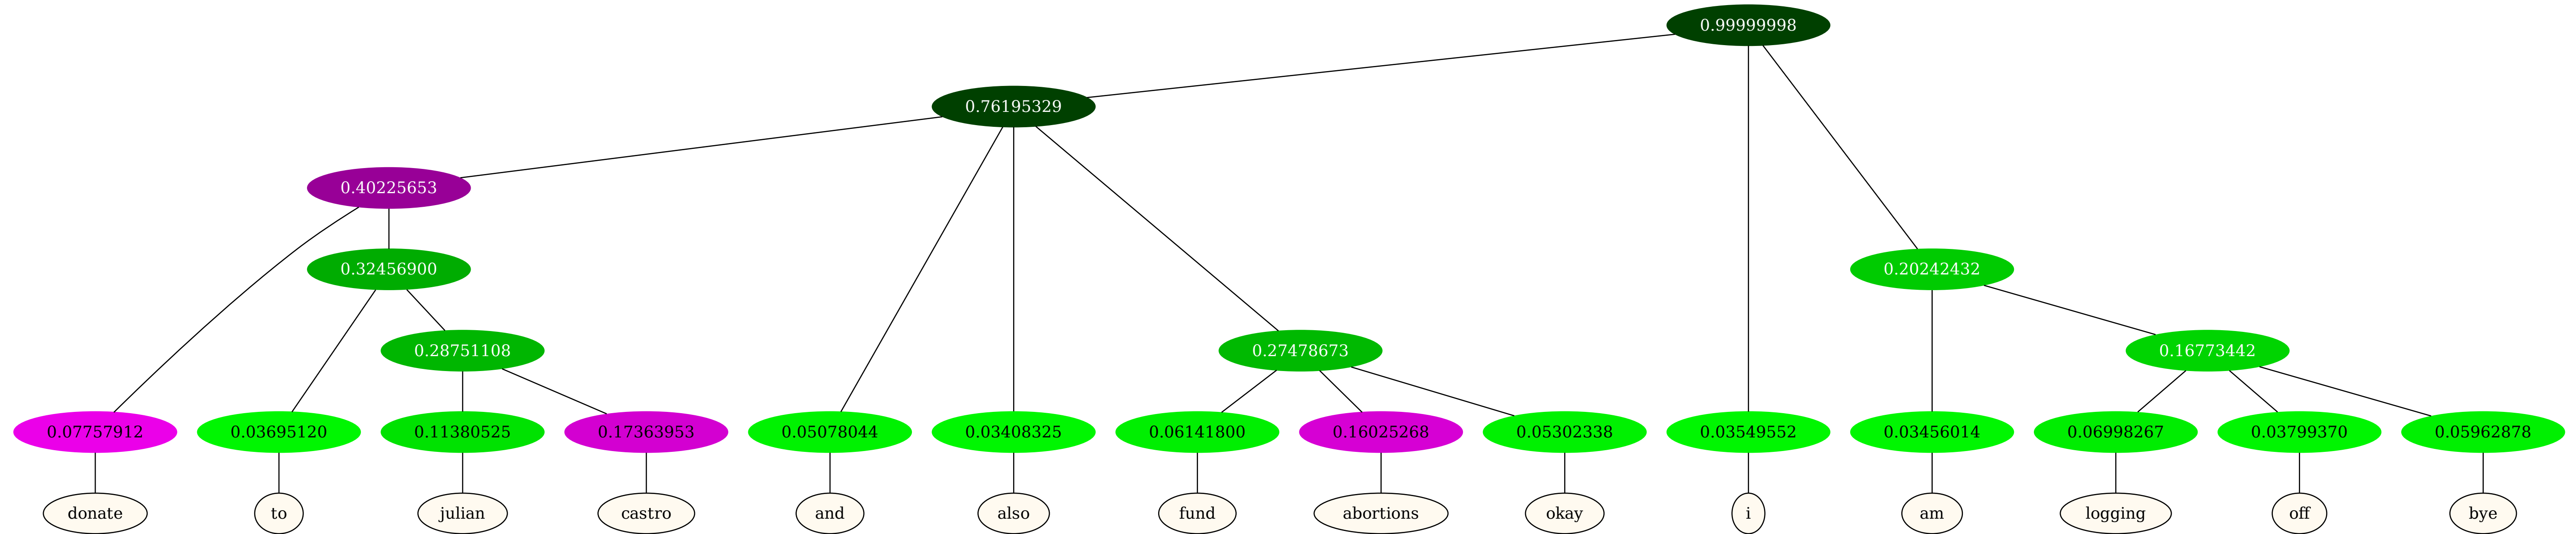 0.99999998
0.76195329
0.40225653
0.32456900 0.20242432
0.28751108 0.27478673 0.16773442
0.07757912 0.03695120 0.11380525 0.17363953 0.05078044 0.03408325 0.06141800 0.16025268 0.05302338 0.03549552 0.03456014 0.06998267 0.03799370 0.05962878
donate to julian castro and also fund abortions okay i am logging off bye